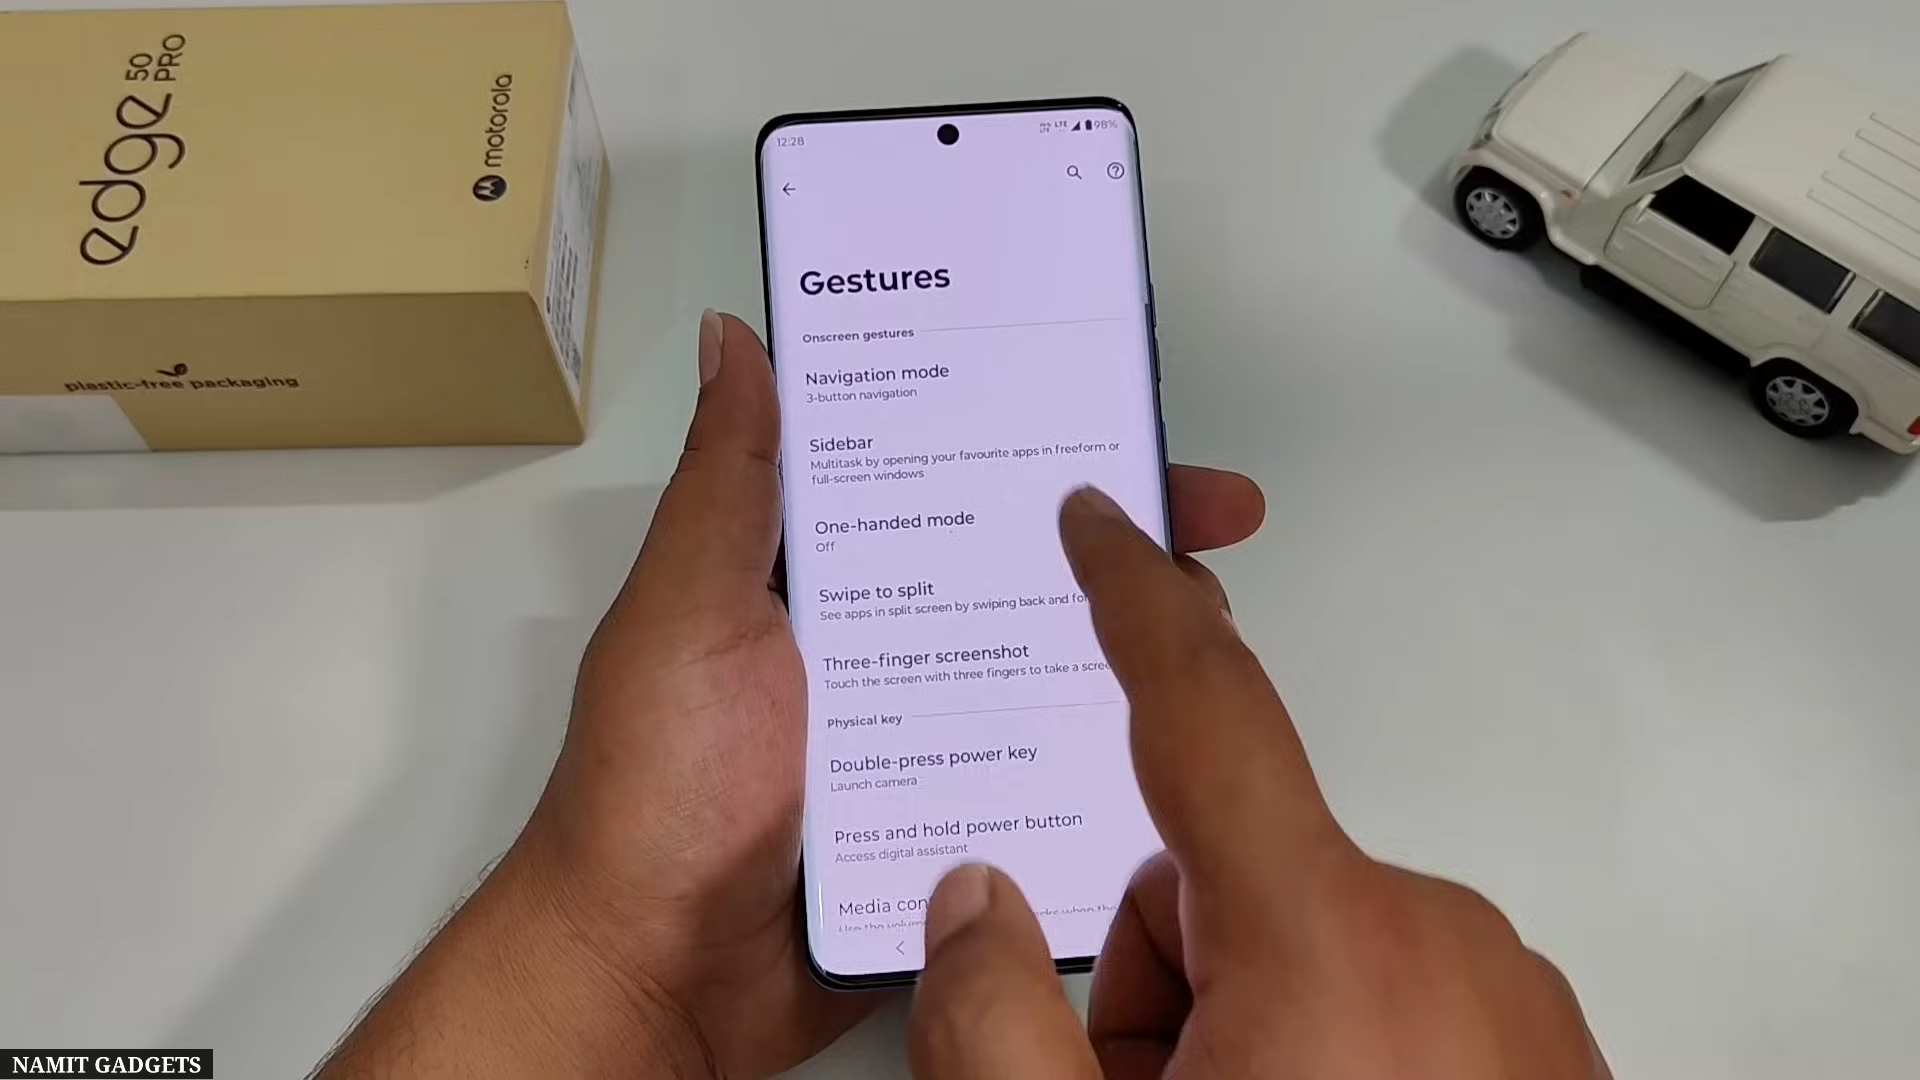 edge 50
PRO
motorola
plastic-free packaging
12:28
LTE
98%
Gestures
Onscreen gestures
Navigation mode
3-button navigation
Sidebar
Multitask by opening your favourite apps in freeform or
full-screen windows
One-handed mode
Off
Swipe to split
See apps in split screen by swiping back and
Three-finger screenshot
Touch the screen with three fingers to take a
Physical key
Double-press power key
Launch camera
Press and hold power button
Access digital assistant
Media
NAMIT GADGETS